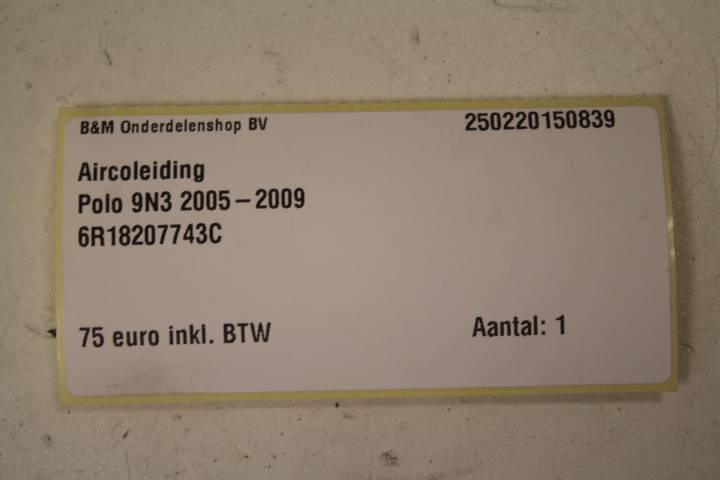 B&M Onderdelenshop BV 250220150839
Aircoleiding
Polo 9N3 2005-2009
6R18207743C
75 euro inkl. BTW Aantal: 1